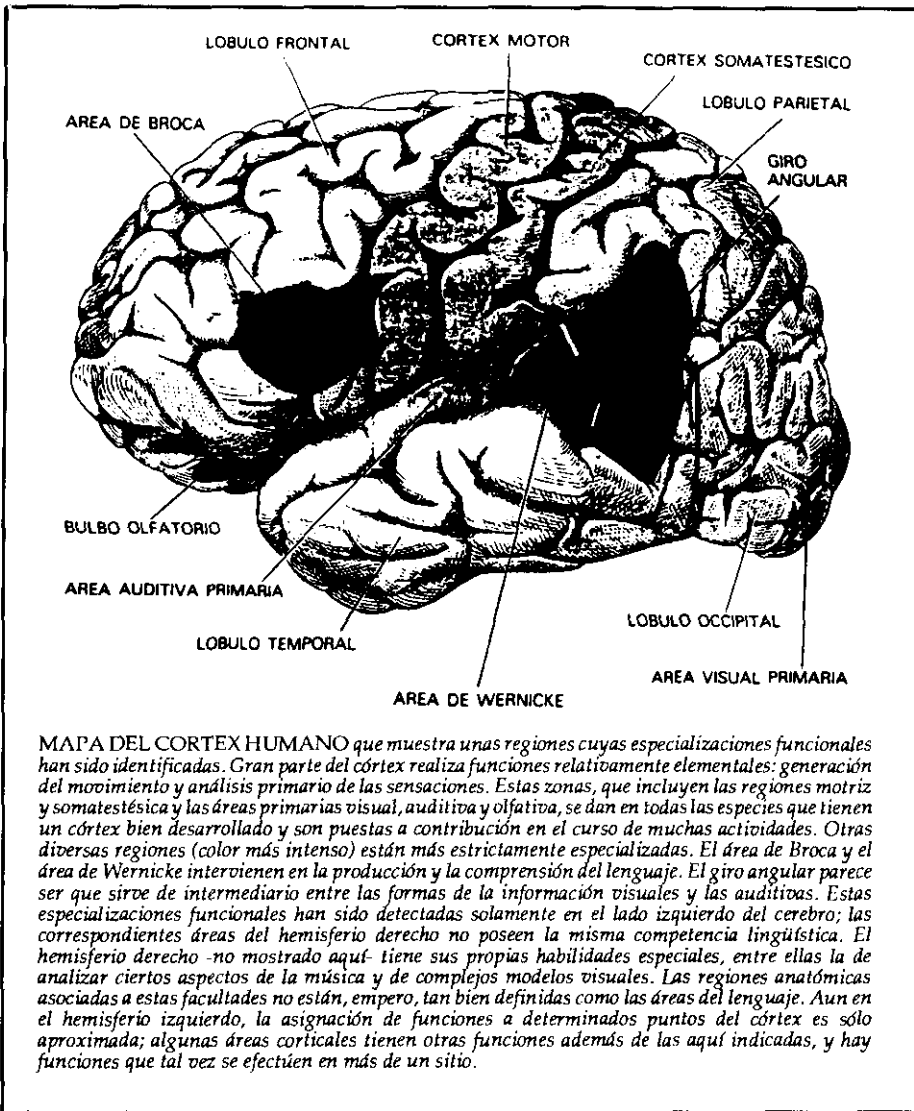 LOBULO FRONTAL
CORTEX MOTOR
CORTEX SOMATESTESICO
LOBULO PARIETAL
AREA DE BROCA
GIRO
ANGULAR
BULBO OLFATORIO
AREA AUDITIVA PRIMARIA
LOBULO TEMPORAL
LOBULO OCCIPITAL
AREA VISUAL PRIMARIA
AREA DE WERNICKE
MAPA DEL CORTEX HUMANO que muestra unas regiones cuyas especializaciones funcionales
han sido identificadas. Gran parte del córtex realiza funciones relativamente elementales: generación
del movimiento y análisis primario de las sensaciones. Estas zonas, que incluyen las regiones motriz
y somatestésica y las áreas primarias visual, auditiva y olfativa, se dan en todas las especies que tienen
un córtex bien desarrollado y son puestas a contribución en el curso de muchas actividades. Otras
diversas regiones (color más intenso) están más estrictamente especializadas. El área de Broca y el
área de Wernicke intervienen en la producción y la comprensión del lenguaje. El giro angular parece
ser que sirve de intermediario entre las formas de la información visuales y las auditivas. Estas
especializaciones funcionales han sido detectadas solamente en el lado izquierdo del cerebro; las
correspondientes áreas del hemisferio derecho no poseen la misma competencia lingüística. El
hemisferio derecho -no mostrado aquí- tiene sus propias habilidades especiales, entre ellas la de
analizar ciertos aspectos de la música y de complejos modelos visuales. Las regiones anatómicas
asociadas a estas facultades no están, empero, tan bien definidas como las áreas del lenguaje. Aun en
el hemisferio izquierdo, la asignación de funciones a determinados puntos del córtex es sólo
aproximada; algunas áreas corticales tienen otras funciones además de las aquí indicadas, y hay
funciones que tal vez se efectúen en más de un sitio.